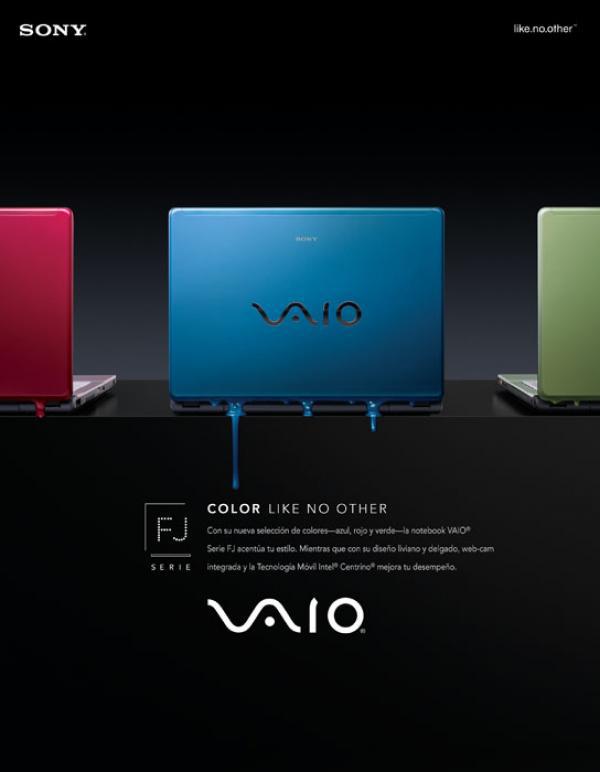 SONY
like.no.other™
SONY
VAIO
COLOR LIKE NO OTHER
Con su nueva selección de colores—azul, rojo y verde—la notebook VAIO®
Serie FJ acentúa tu estilo. Mientras que con su diseño liviano y delgado, web-cam
integrada y la Tecnología Móvil Intel® Centrino® mejora tu desempeño.
FJ
SERIE
VAIO®